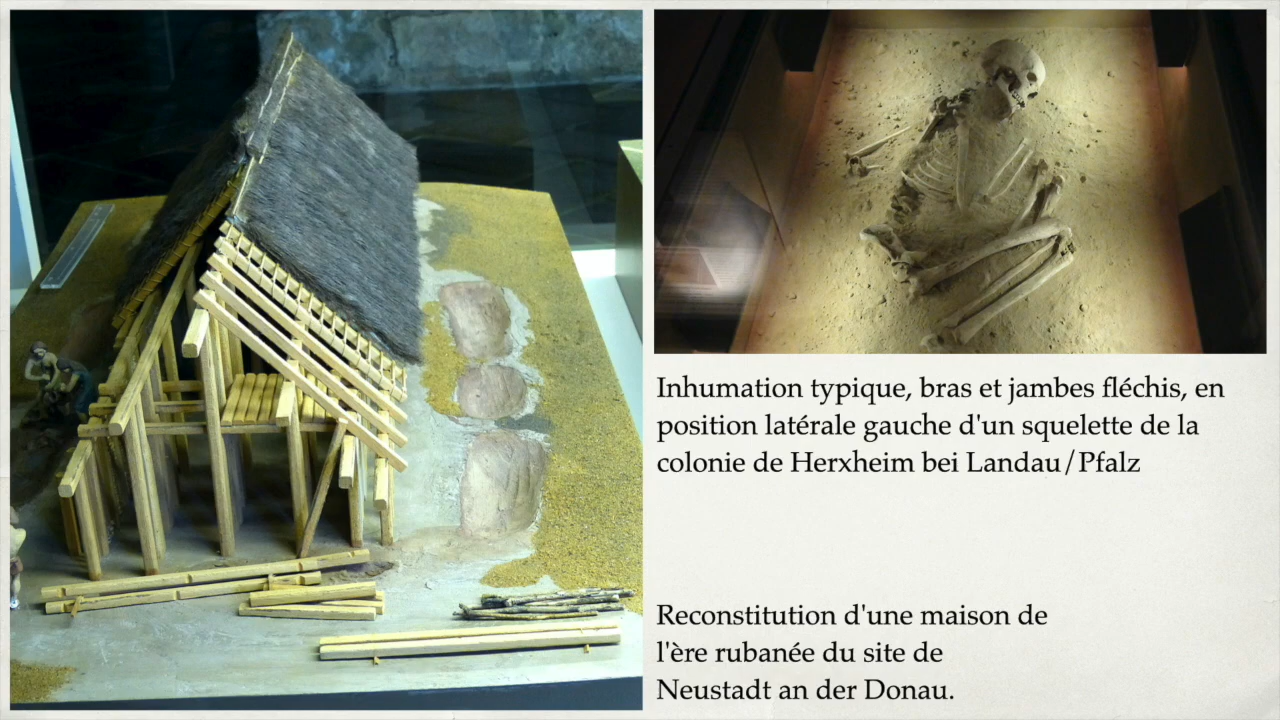 Inhumation typique, bras et jambes fléchis, en
position latérale gauche d'un squelette de la
colonie de Herxheim bei Landau/Pfalz
Reconstitution d'une maison de
l'ère rubanée du site de
Neustadt an der Donau.